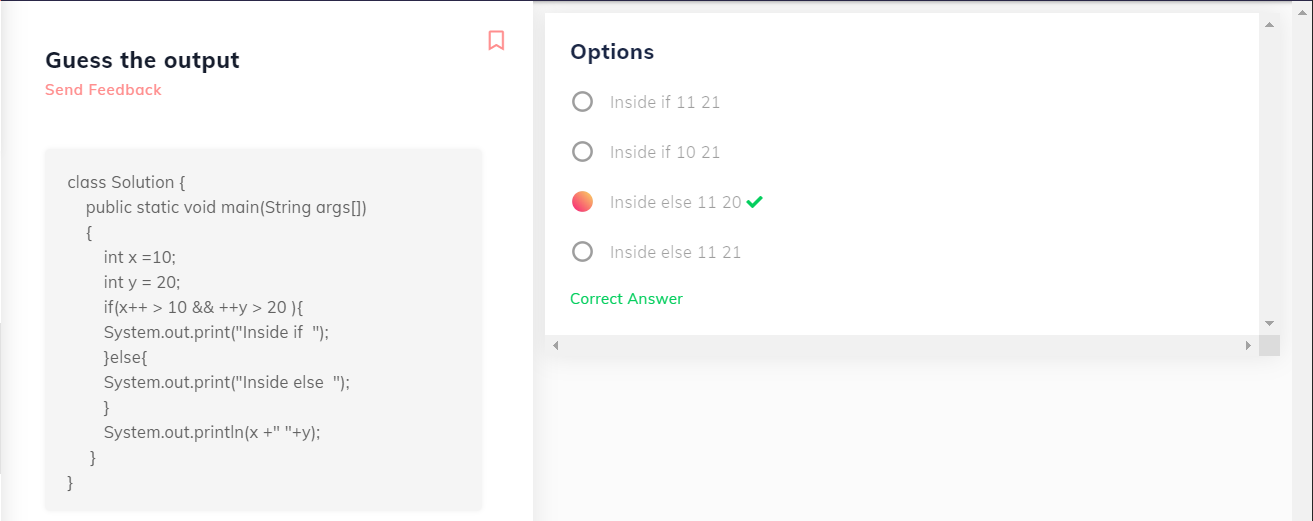 Guess the output
Send Feedback
class Solution {
public static void main(String args[])
{
int x =10;
int y = 20;
if(x++ > 10 && ++y > 20 ){
System.out.print("Inside if  ");
}else{
System.out.print("Inside else  ");
}
System.out.println(x +" "+y);
}
}
Options
Inside if 11 21
Inside if 10 21
Inside else 11 20
Inside else 11 21
Correct Answer